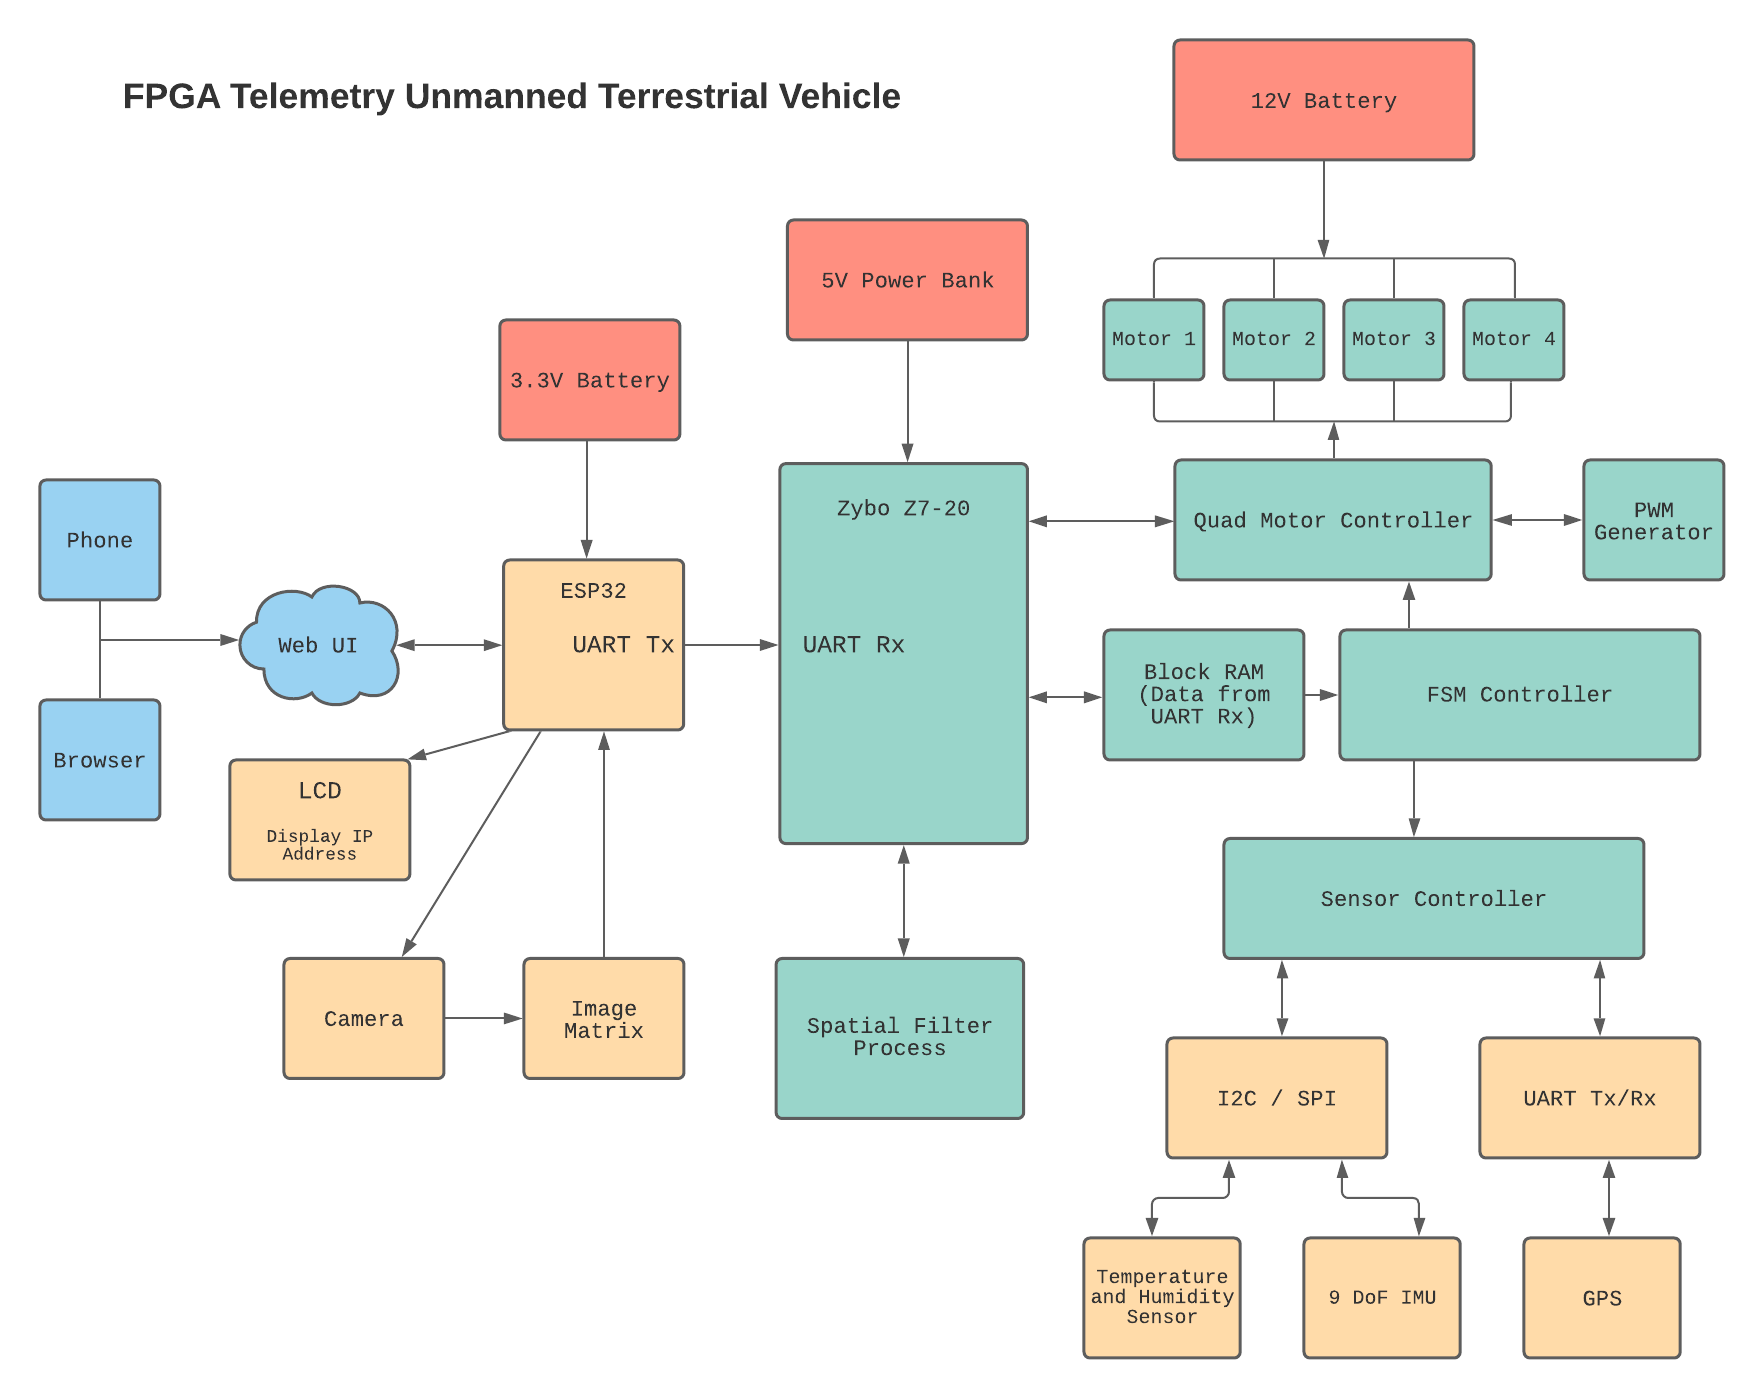 FPGA Telemetry Unmanned Terrestrial Vehicle
12V Battery
5V Power Bank
3.3V Battery
Motor 1
Motor 2
Motor 3
Motor 4
Phone
Browser
Web UI
ESP32
UART Tx
Zybo Z7-20
UART Rx
Quad Motor Controller
PWM
Generator
Block RAM
(Data from
UART Rx)
FSM Controller
LCD
Display IP
Address
Camera
Image
Matrix
Spatial Filter
Process
Sensor Controller
I2C / SPI
UART Tx/Rx
Temperature
and Humidity
Sensor
9 DoF IMU
GPS